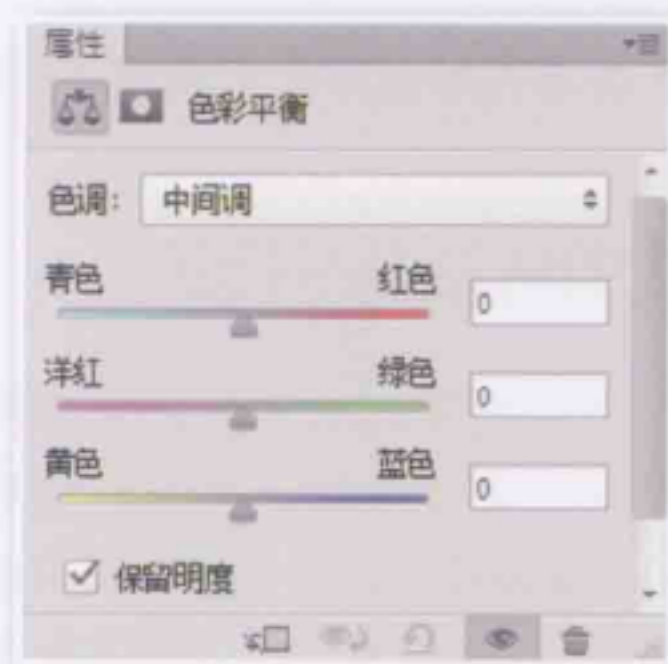 属性
色彩平衡
色调: 中间调
青色 红色 0
洋红 绿色 0
黄色 蓝色 0
保留明度